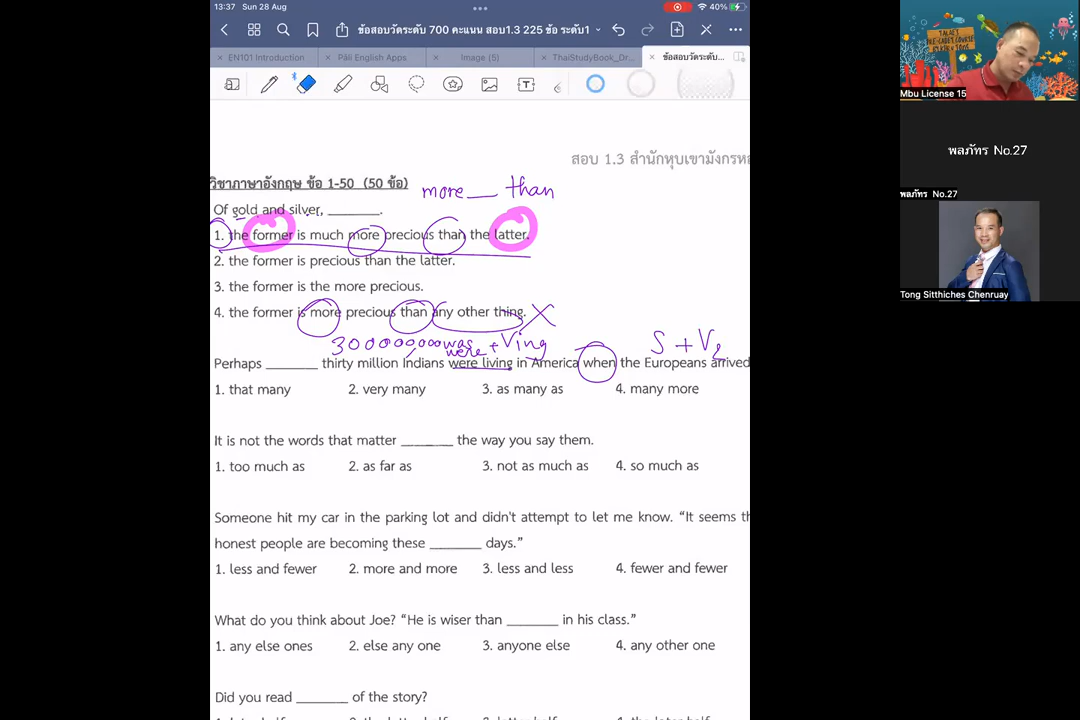 13:37 Sun 28 Aug
40%
ข้อสอบวัดระดับ 700 คะแนน สอบ1.3 225 ข้อ ระดับ1
EN101 Introduction
Pāli English Apps
Image (5)
ThaiStudyBook_Or...
ข้อสอบวัดระดับ...
สอบ 1.3 สำนักหุบเขามังกรห
วิชาภาษาอังกฤษ ข้อ 1-50 (50 ข้อ)
more __ than
Of gold and silver, _______.
1. the former is much more precious than the latter.
2. the former is precious than the latter.
3. the former is the more precious.
4. the former is more precious than any other thing. X
30000000 was were + Ving S + V2
Perhaps _______ thirty million Indians were living in America when the Europeans arrived
1. that many 2. very many 3. as many as 4. many more
It is not the words that matter _______ the way you say them.
1. too much as 2. as far as 3. not as much as 4. so much as
Someone hit my car in the parking lot and didn't attempt to let me know. "It seems th
honest people are becoming these _______ days."
1. less and fewer 2. more and more 3. less and less 4. fewer and fewer
What do you think about Joe? "He is wiser than _______ in his class."
1. any else ones 2. else any one 3. anyone else 4. any other one
Did you read _______ of the story?
TALEAT
PRE-CADET COURSE
Mbu License 15
พลภัทร No.27
พลภัทร No.27
Tong Sitthiches Chenruay